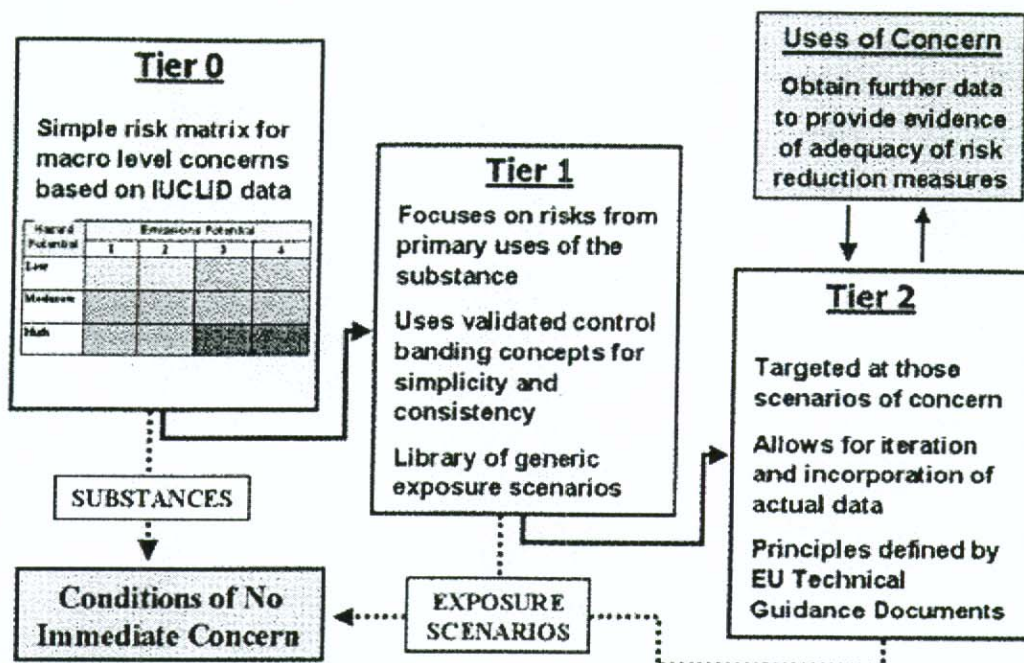 Tier 0
Simple risk matrix for
macro level concerns
based on IUCLID data
Hazard
Potential
Emissions Potential
1 2 3 4
Low
Moderate
High
SUBSTANCES
Conditions of No
Immediate Concern
Tier 1
Focuses on risks from
primary uses of the
substance
Uses validated control
banding concepts for
simplicity and
consistency
Library of generic
exposure scenarios
EXPOSURE
SCENARIOS
Uses of Concern
Obtain further data
to provide evidence
of adequacy of risk
reduction measures
Tier 2
Targeted at those
scenarios of concern
Allows for iteration
and incorporation of
actual data
Principles defined by
EU Technical
Guidance Documents